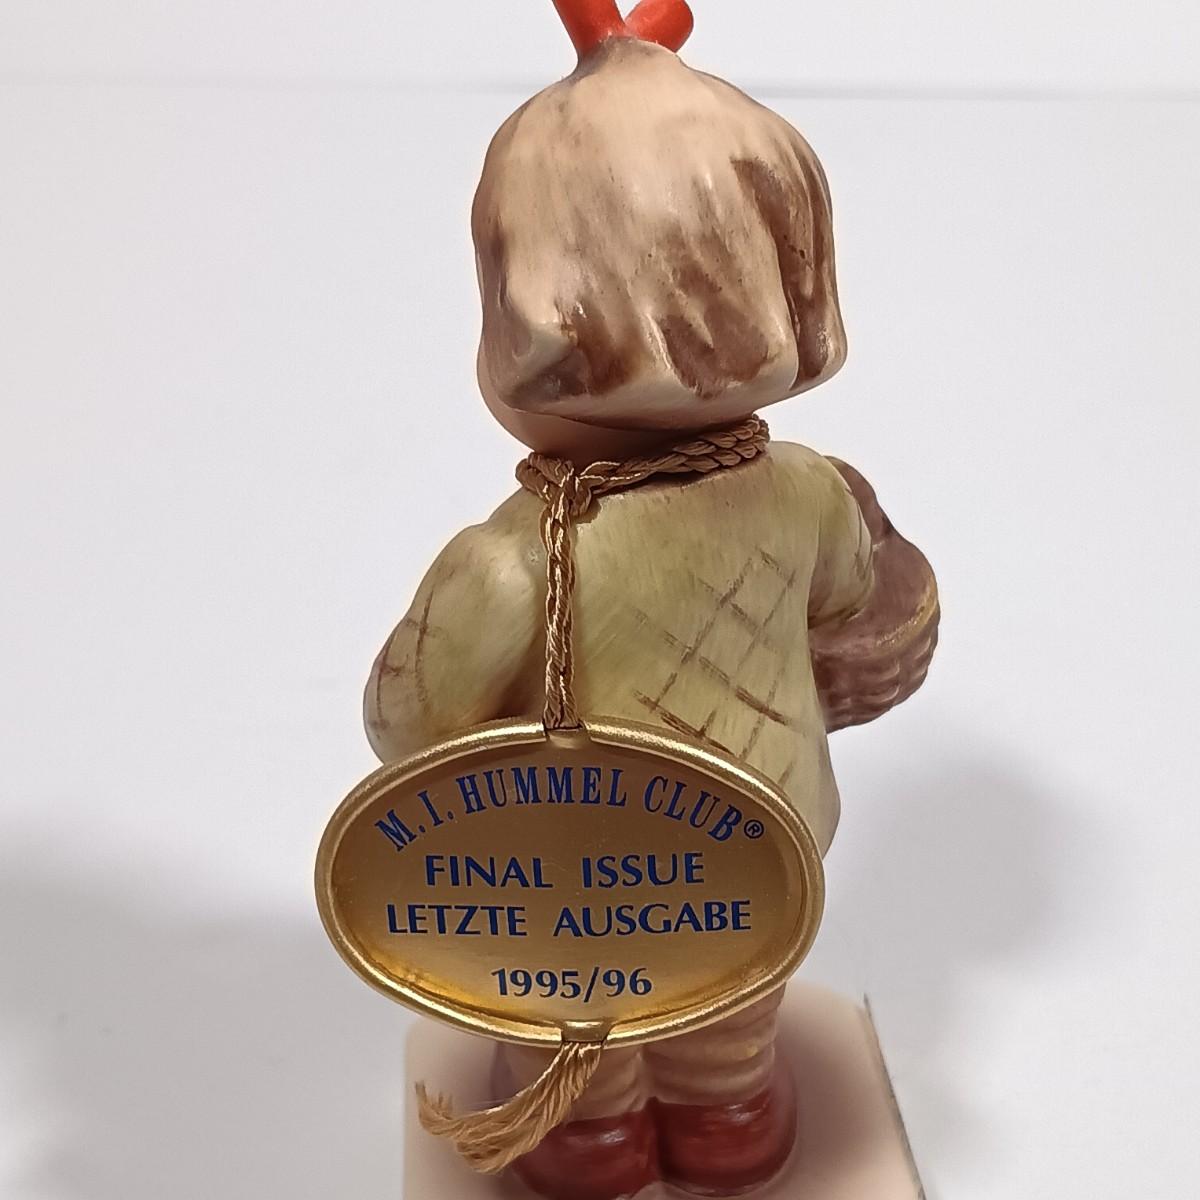 M. I. HUMMEL CLUB®
FINAL ISSUE
LETZTE AUSGABE
1995/96